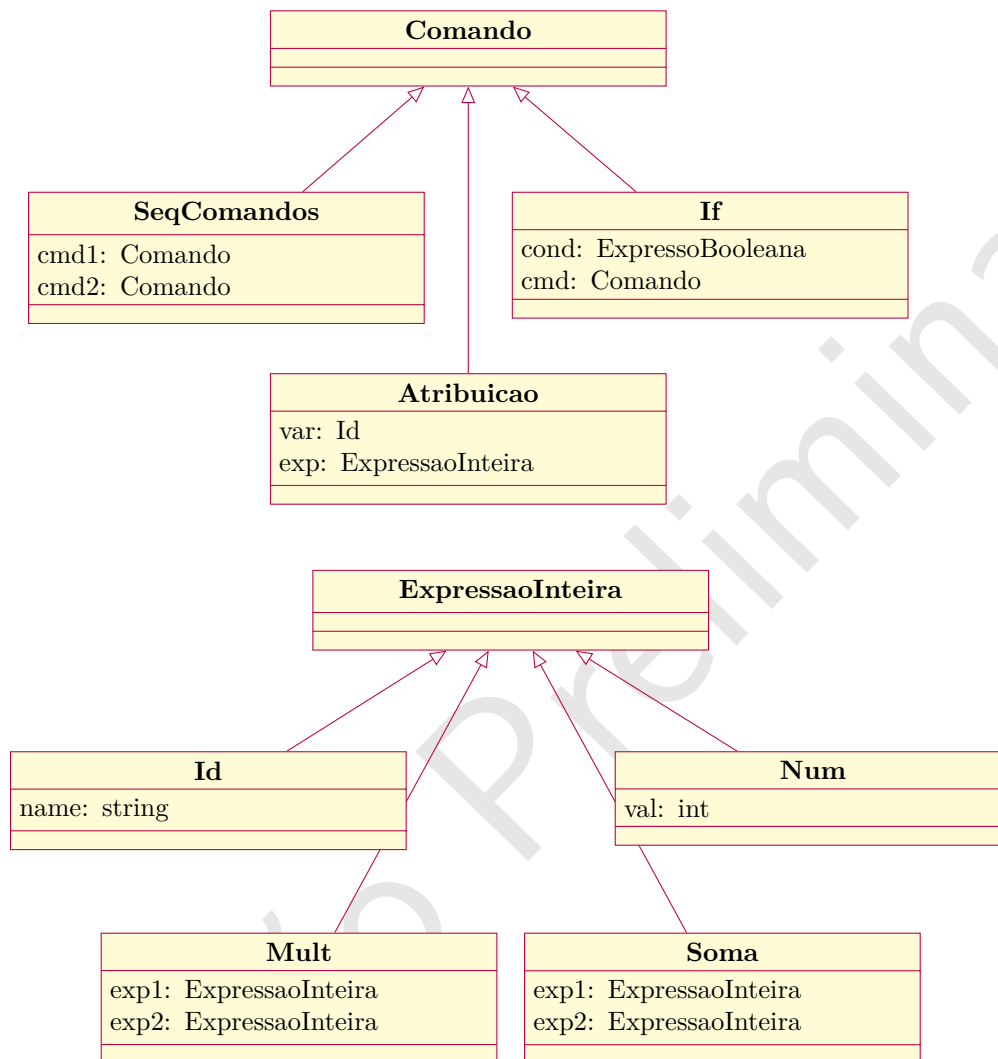 Comando
SeqComandos
cmd1: Comando
cmd2: Comando
If
cond: ExpressoBooleana
cmd: Comando
Atribuicao
var: Id
exp: ExpressaoInteira
ExpressaoInteira
Id
name: string
Num
val: int
Mult
exp1: ExpressaoInteira
exp2: ExpressaoInteira
Soma
exp1: ExpressaoInteira
exp2: ExpressaoInteira